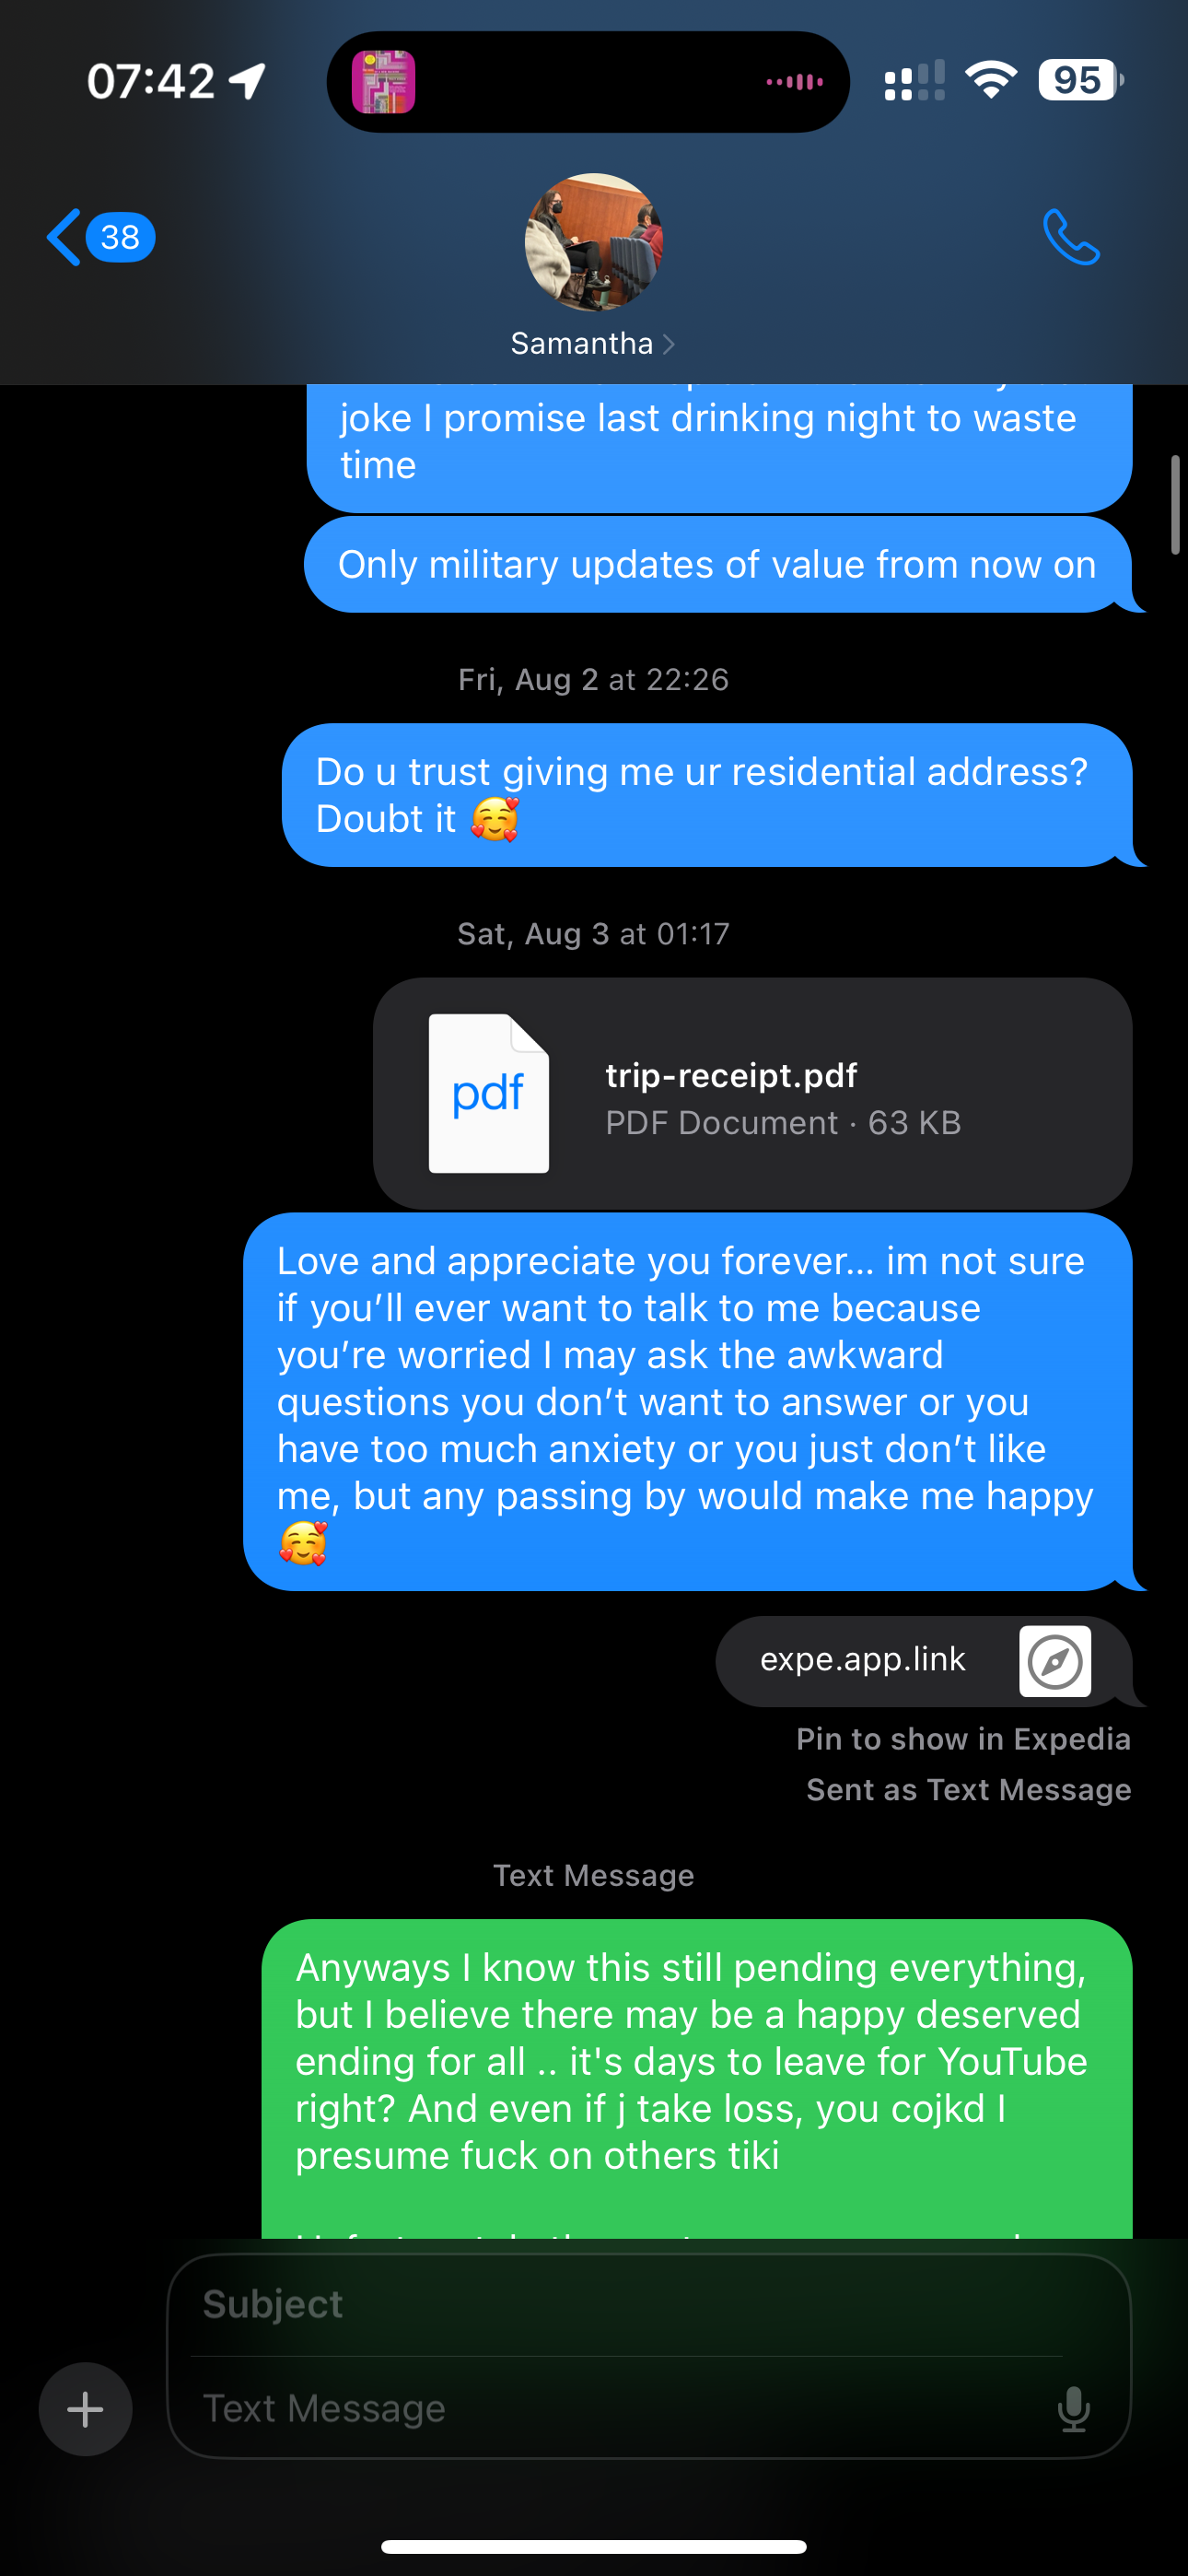 07:42
95
38
Samantha
joke I promise last drinking night to waste
time
Only military updates of value from now on
Fri, Aug 2 at 22:26
Do u trust giving me ur residential address?
Doubt it 🥰
Sat, Aug 3 at 01:17
pdf
trip-receipt.pdf
PDF Document · 63 KB
Love and appreciate you forever... im not sure
if you’ll ever want to talk to me because
you’re worried I may ask the awkward
questions you don’t want to answer or you
have too much anxiety or you just don’t like
me, but any passing by would make me happy
🥰
expe.app.link
Pin to show in Expedia
Sent as Text Message
Text Message
Anyways I know this still pending everything,
but I believe there may be a happy deserved
ending for all .. it's days to leave for YouTube
right? And even if j take loss, you cojkd I
presume fuck on others tiki
Subject
Text Message